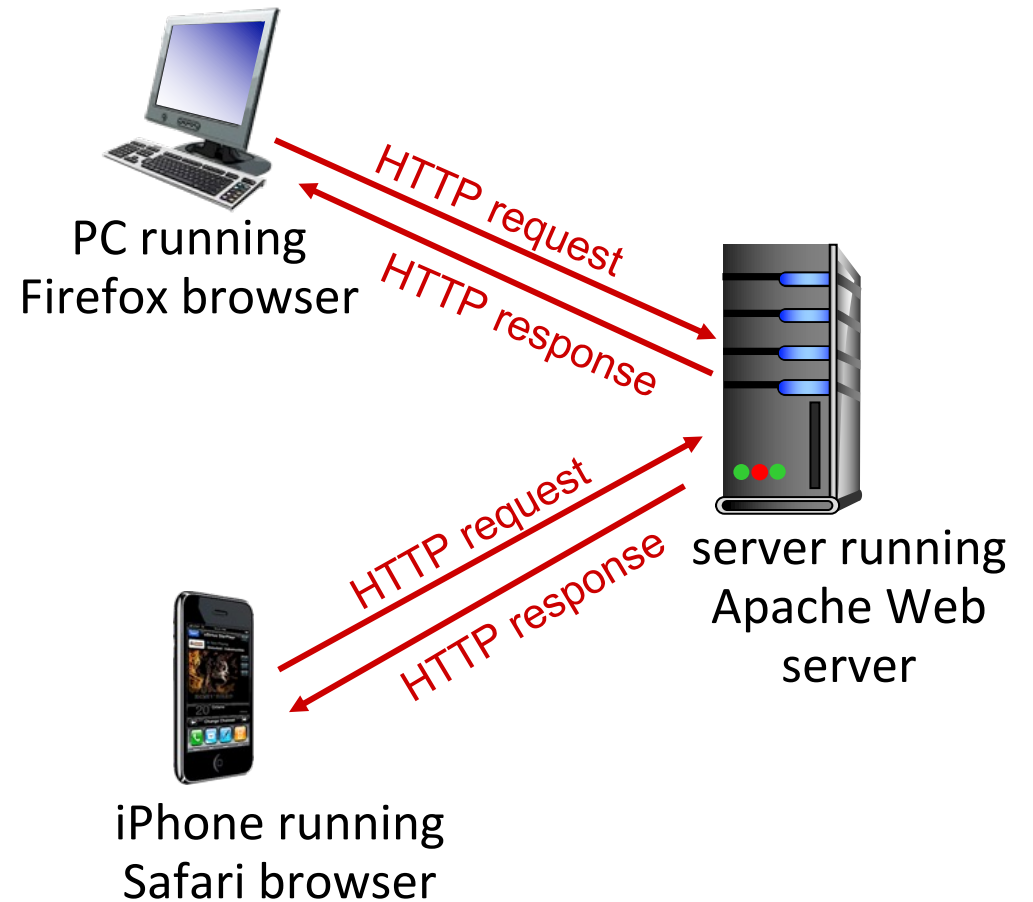 HTTP request
HTTP response
PC running
Firefox browser
HTTP request
HTTP response
server running
Apache Web
server
iPhone running
Safari browser